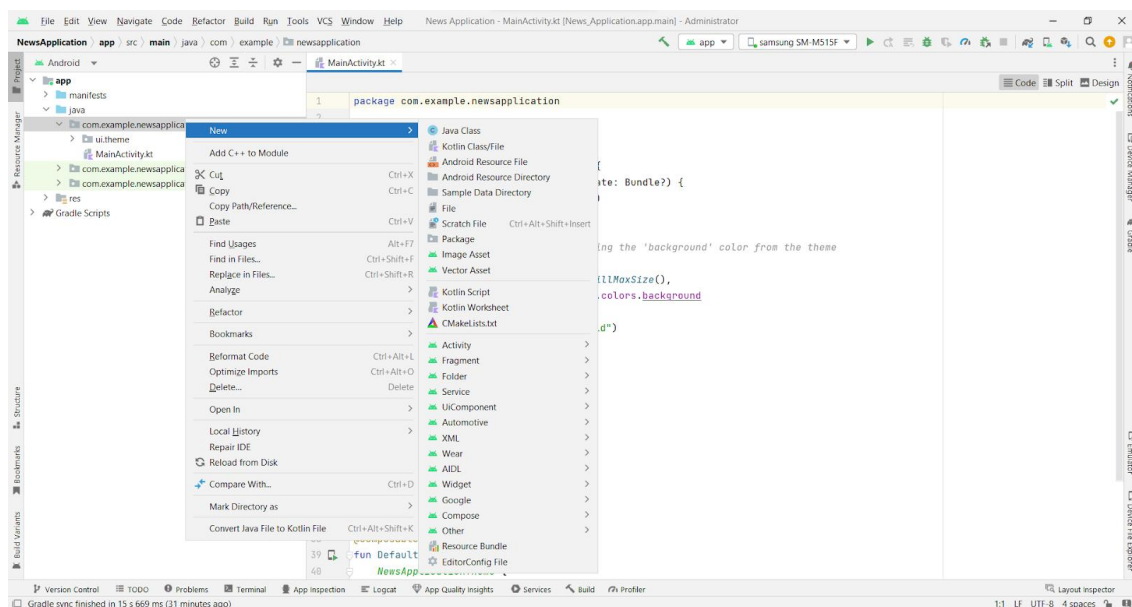 File Edit View Navigate Code Refactor Build Run Tools VCS Window Help News Application - MainActivity.kt [News_Application.app.main] - Administrator
NewsApplication app src main java com example newsapplication app samsung SM-M515F
Android MainActivity.kt
Code Split Design
app
manifests
java
com.example.newsapplica
ui.theme
MainActivity.kt
com.example.newsapplica
com.example.newsapplica
res
Gradle Scripts
1 package com.example.newsapplication
2
New
Add C++ to Module
Cut Ctrl+X
Copy Ctrl+C
Copy Path/Reference...
Paste Ctrl+V
Find Usages Alt+F7
Find in Files... Ctrl+Shift+F
Replace in Files... Ctrl+Shift+R
Analyze
Refactor
Bookmarks
Reformat Code Ctrl+Alt+L
Optimize Imports Ctrl+Alt+O
Delete... Delete
Open In
Local History
Repair IDE
Reload from Disk
Compare With... Ctrl+D
Mark Directory as
Convert Java File to Kotlin File Ctrl+Alt+Shift+K
Java Class
Kotlin Class/File
Android Resource File
Android Resource Directory
Sample Data Directory
File
Scratch File Ctrl+Alt+Shift+Insert
Package
Image Asset
Vector Asset
Kotlin Script
Kotlin Worksheet
CMakeLists.txt
Activity
Fragment
Folder
Service
UiComponent
Automotive
XML
Wear
AIDL
Widget
Google
Compose
Other
Resource Bundle
EditorConfig File
{
ate: Bundle?) {
)
ing the 'background' color from the theme
illMaxSize(),
.colors.background
.d")
39 fun Default
40
Project
Resource Manager
Structure
Bookmarks
Build Variants
Notifications
Device Manager
Gradle
Emulator
Device File Explorer
Version Control TODO Problems Terminal App Inspection Logcat App Quality Insights Services Build Profiler Layout Inspector
Gradle sync finished in 15 s 669 ms (31 minutes ago) 1:1 LF UTF-8 4 spaces